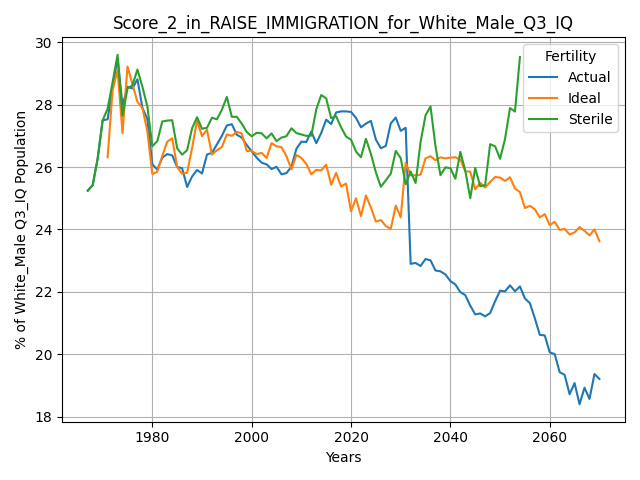 Score_2_in_RAISE_IMMIGRATION_for_White_Male_Q3_IQ
% of White_Male Q3_IQ Population
30
28
26
24
22
20
18
Fertility
Actual
Ideal
Sterile
1980
2000
2020
2040
2060
Years